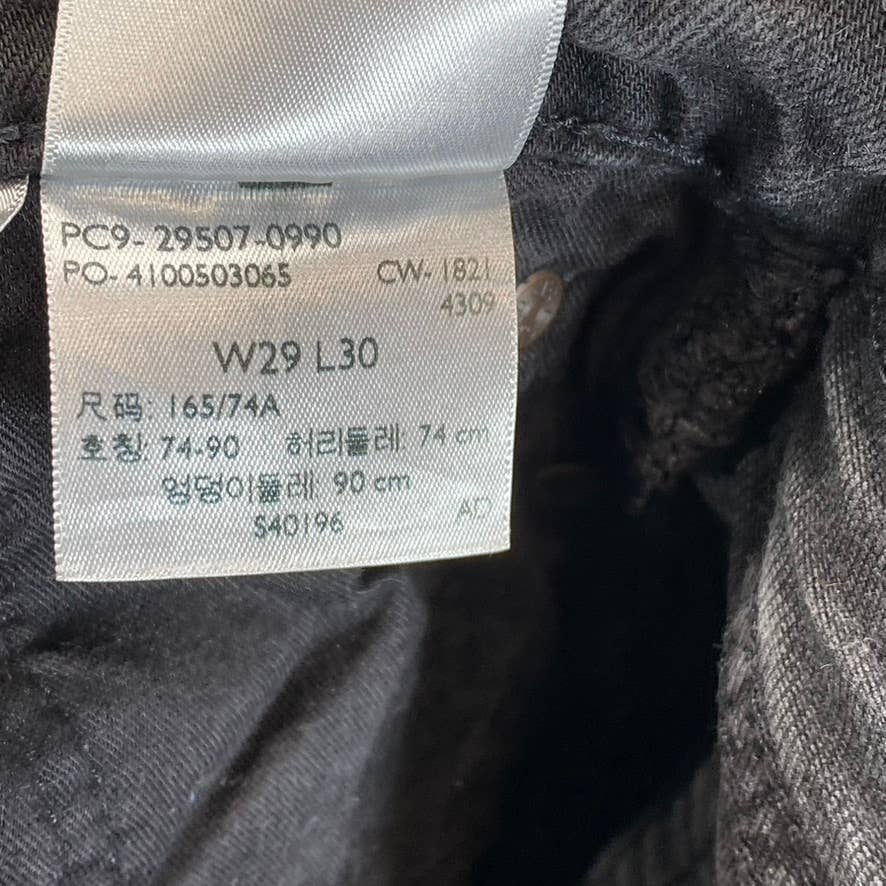 PC9-29507-0990
PO-4100503065 CW-1821
4309
W29 L30
尺码: 165/74A
호칭: 74-90 허리둘레: 74 cm
엉덩이둘레: 90 cm
S40196 AD